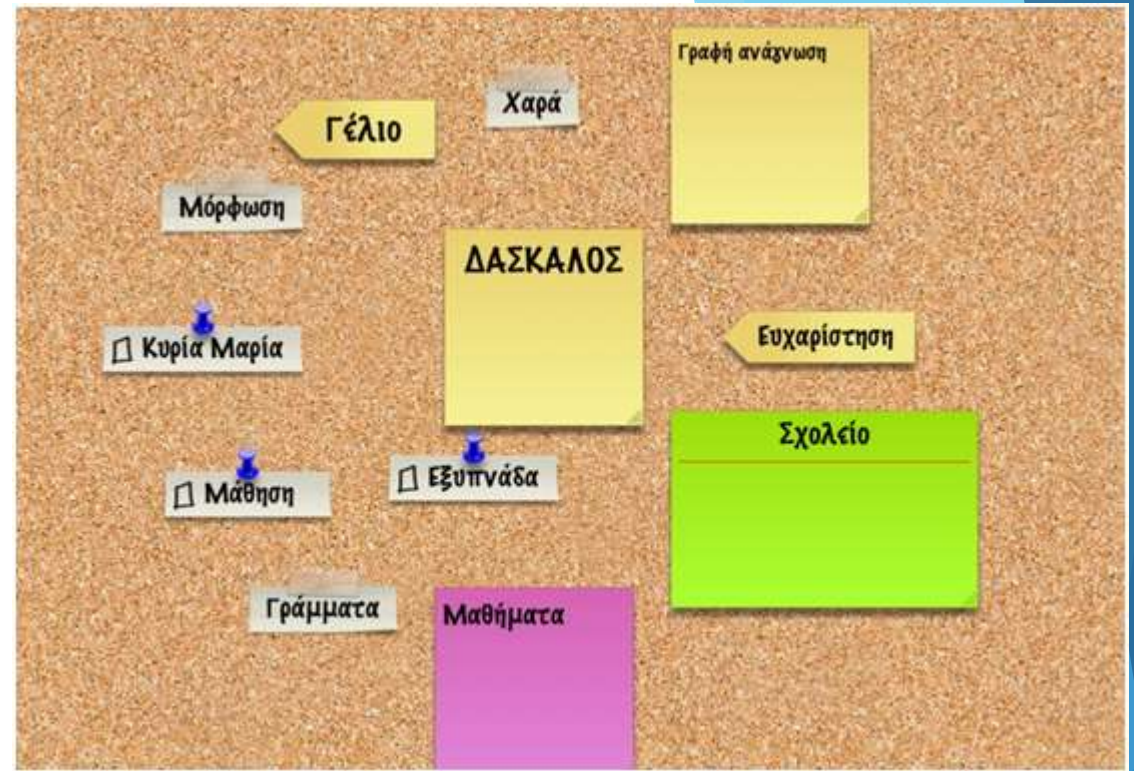 Γραφή ανάγνωση
Χαρά
Γέλιο
Μόρφωση
ΔΑΣΚΑΛΟΣ
Ευχαρίστηση
Κυρία Μαρία
Σχολείο
Εξυπνάδα
Μάθηση
Γράμματα
Μαθήματα